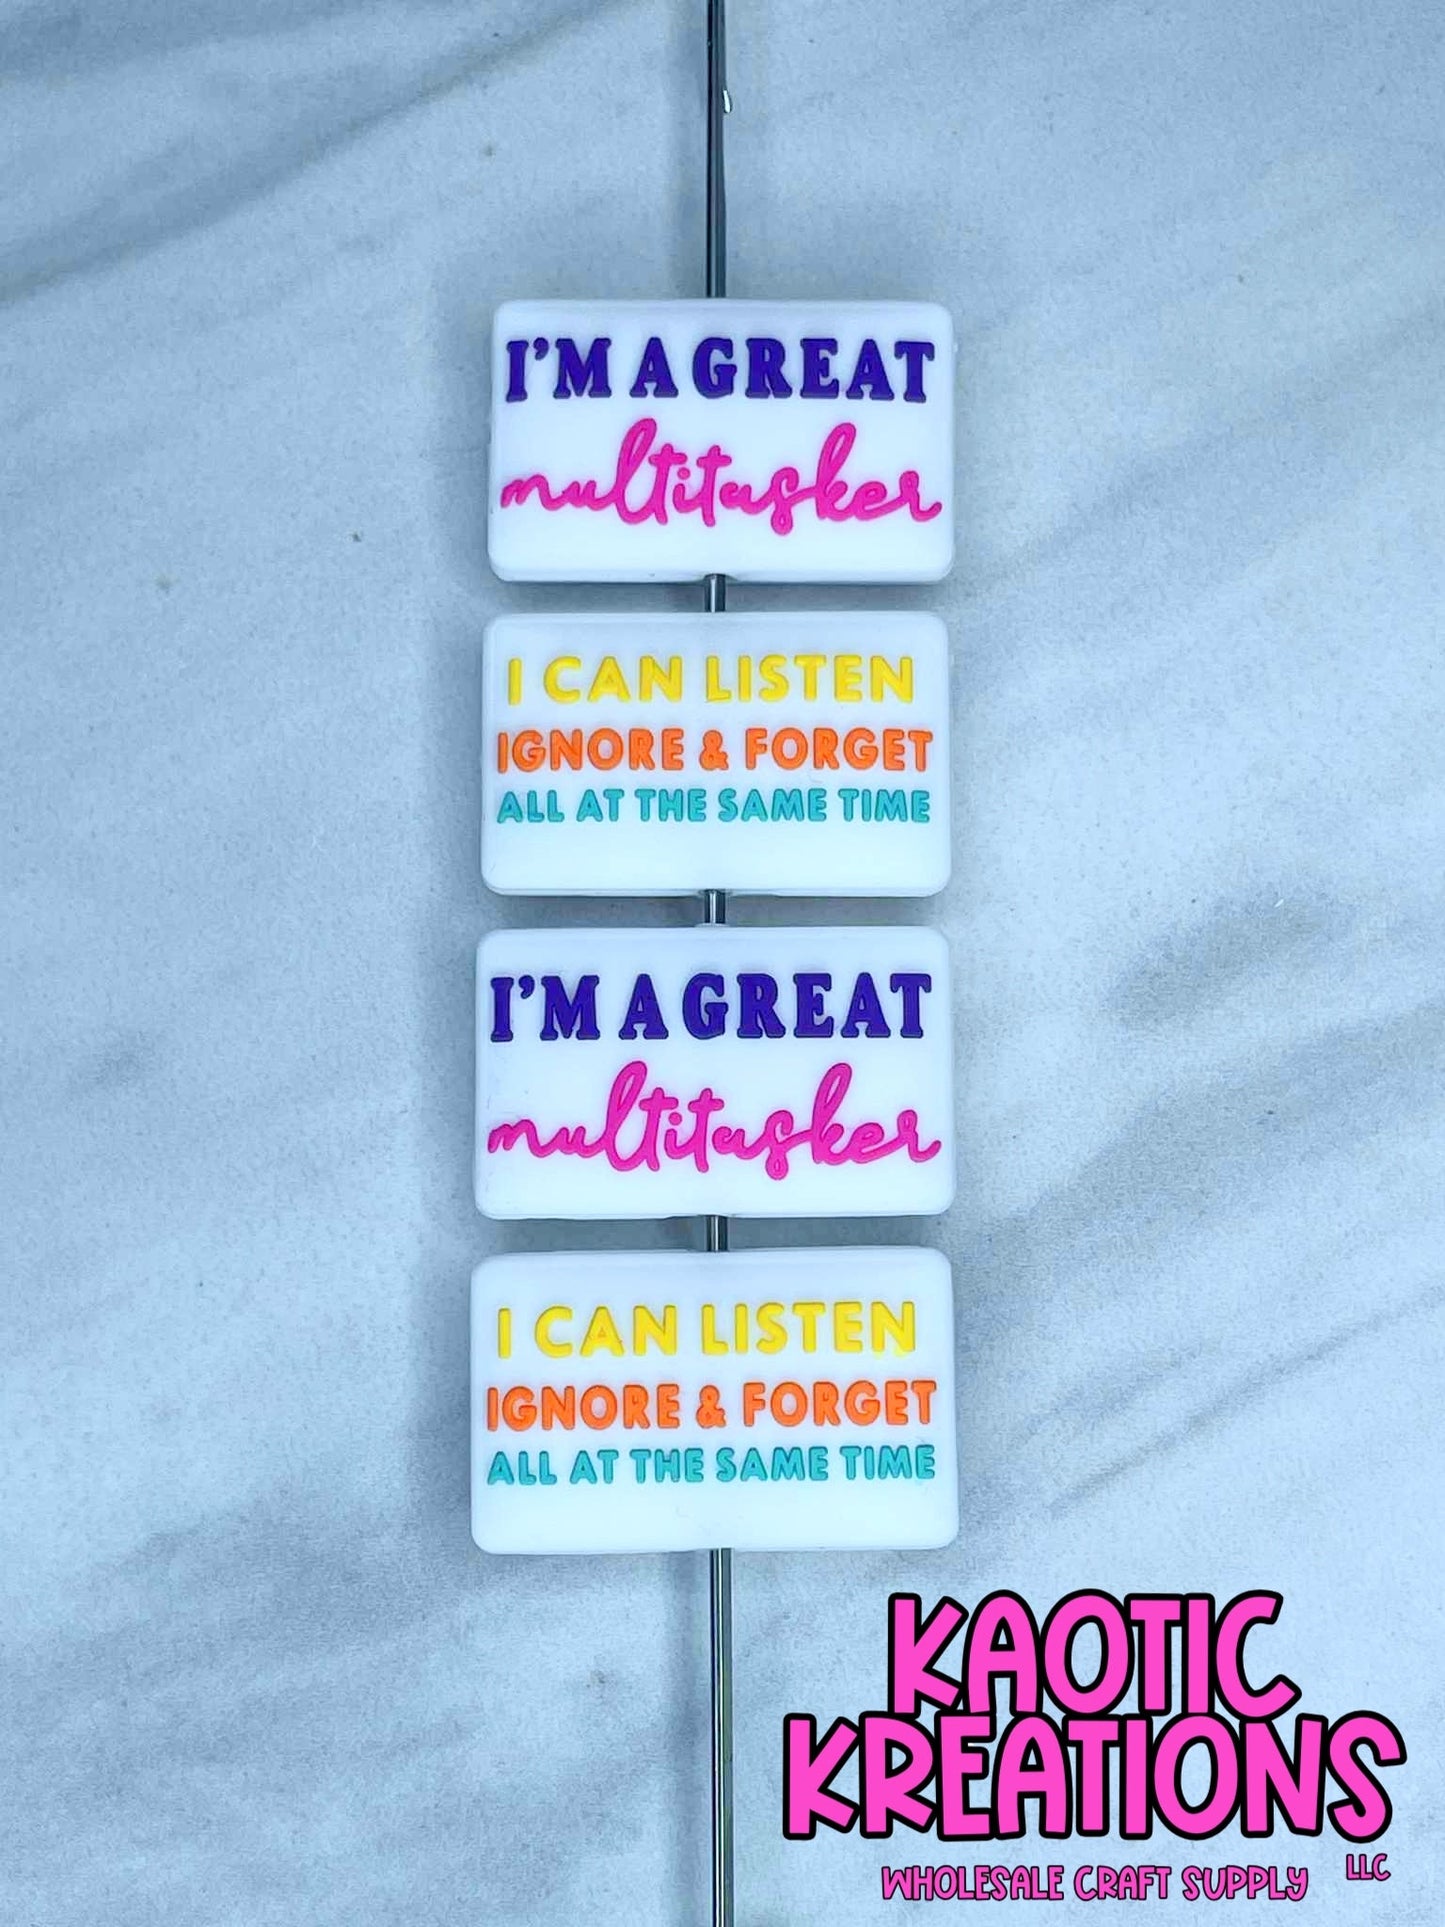 I'M A GREAT
multitasker
I CAN LISTEN
IGNORE & FORGET
ALL AT THE SAME TIME
I'M A GREAT
multitasker
I CAN LISTEN
IGNORE & FORGET
ALL AT THE SAME TIME
KAOTIC
KREATIONS
LLC
WHOLESALE CRAFT SUPPLY